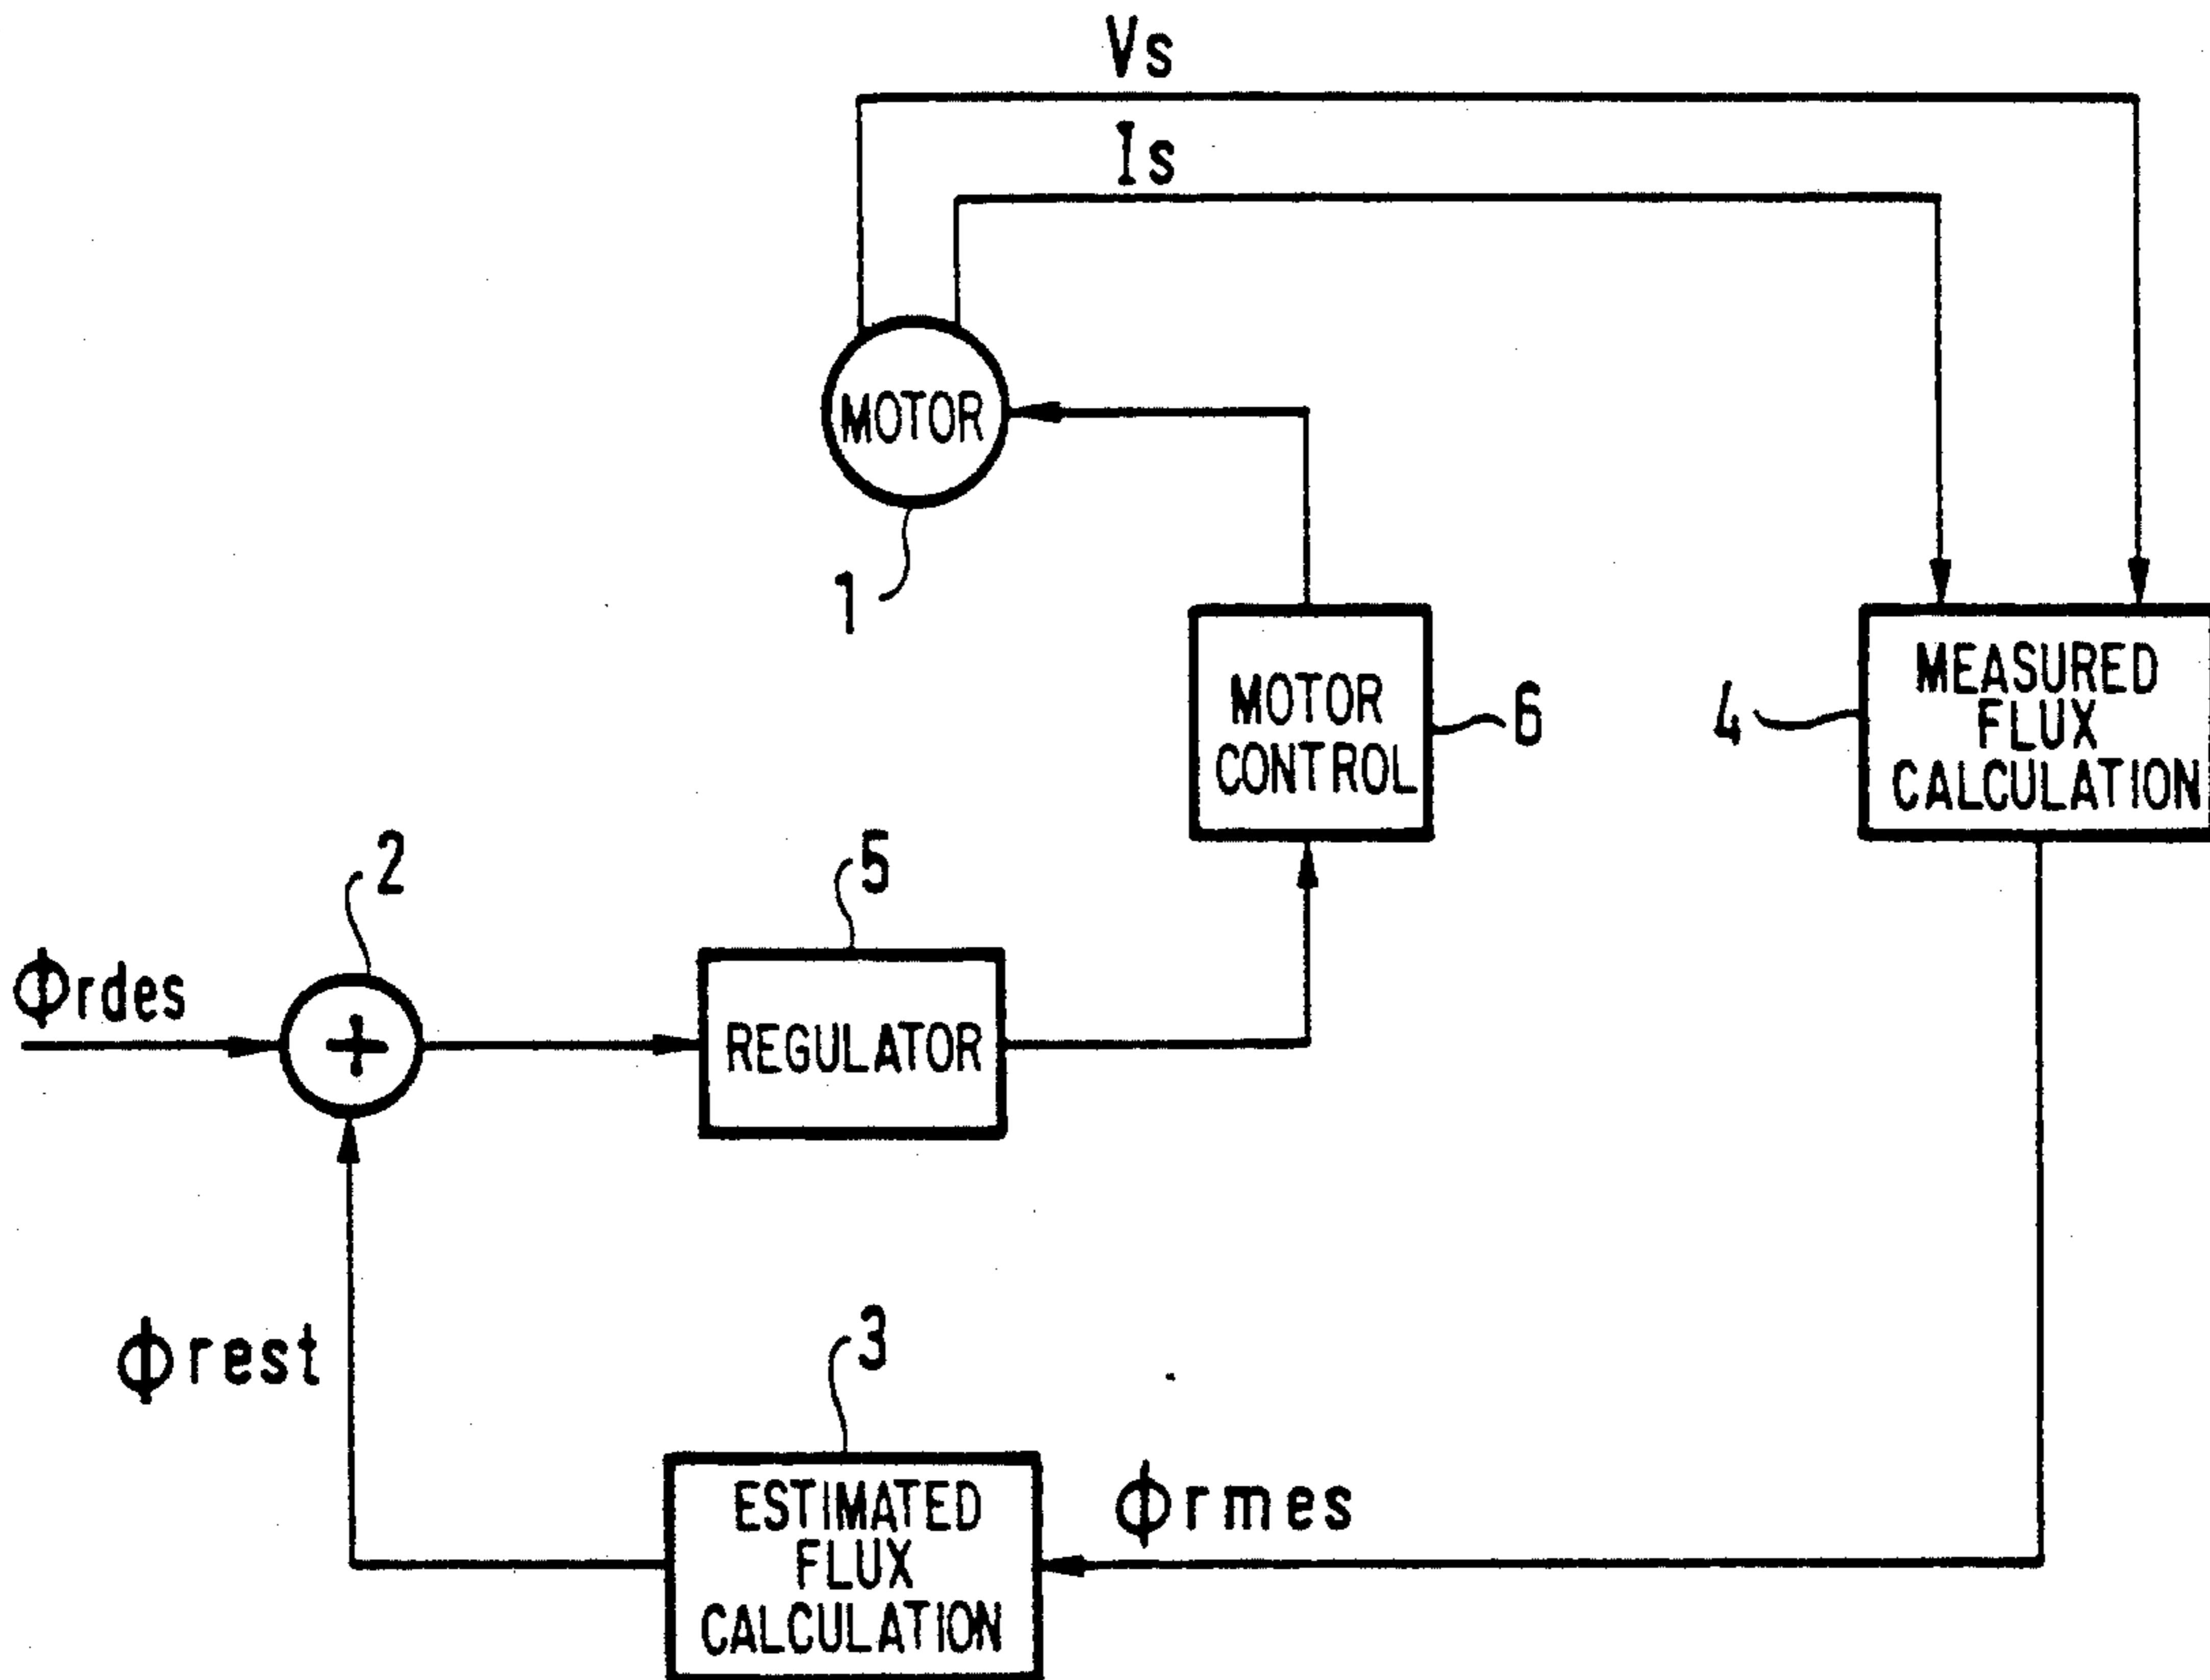 Vs
Is
MOTOR
1
MOTOR
CONTROL
6
4
MEASURED
FLUX
CALCULATION
2
5
Φrdes
+
REGULATOR
Φrest
3
ESTIMATED
FLUX
CALCULATION
Φrmes